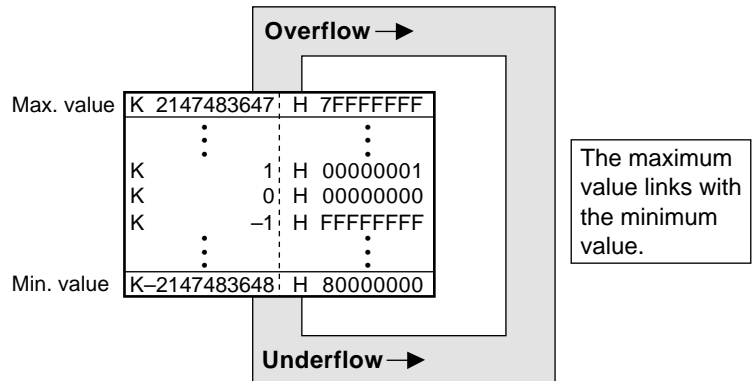 Overflow
Max. value K 2147483647 H 7FFFFFFF
K 1 H 00000001
K 0 H 00000000
K –1 H FFFFFFFF
Min. value K–2147483648 H 80000000
Underflow
The maximum
value links with
the minimum
value.